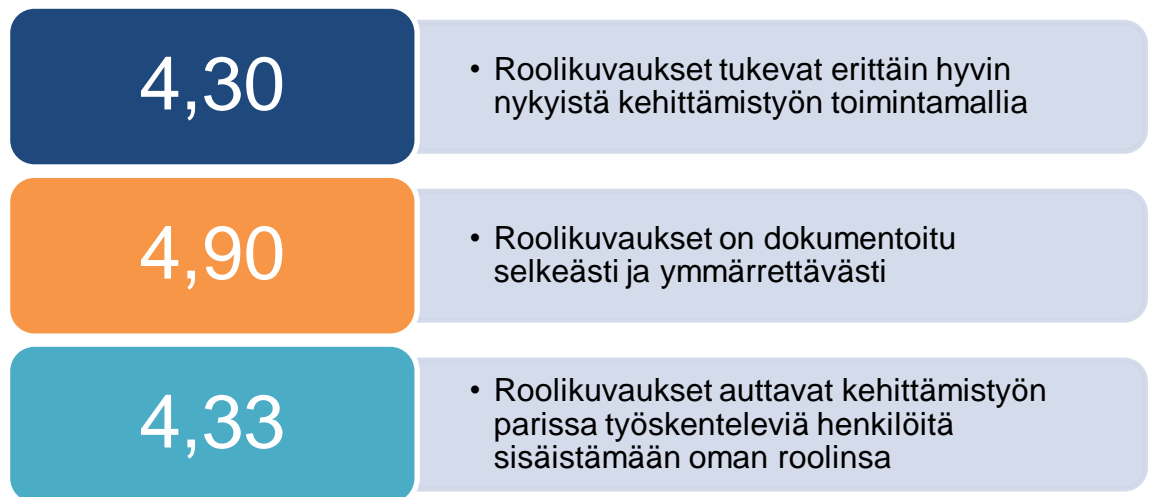 4,30
• Roolikuvaukset tukevat erittäin hyvin
nykyistä kehittämistyön toimintamallia
4,90
• Roolikuvaukset on dokumentoitu
selkeästi ja ymmärrettävästi
4,33
• Roolikuvaukset auttavat kehittämistyön
parissa työskenteleviä henkilöitä
sisäistämään oman roolinsa